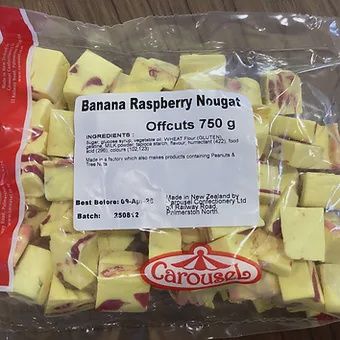 Banana Raspberry Nougat
Offcuts 750 g
INGREDIENTS :
Sugar, glucose syrup, vegetable oil, WHEAT Flour (GLUTEN),
gelatine, MILK powder, tapioca starch, flavour, humectant (422), food
acid (296), colours (102,123)
Made in a factory which also makes products containing Peanuts &
Tree Nuts
Best Before:
Batch:
Made in New Zealand by
Carousel Confectionery Ltd
31 Railway Road,
Palmerston North.
CAROUSEL